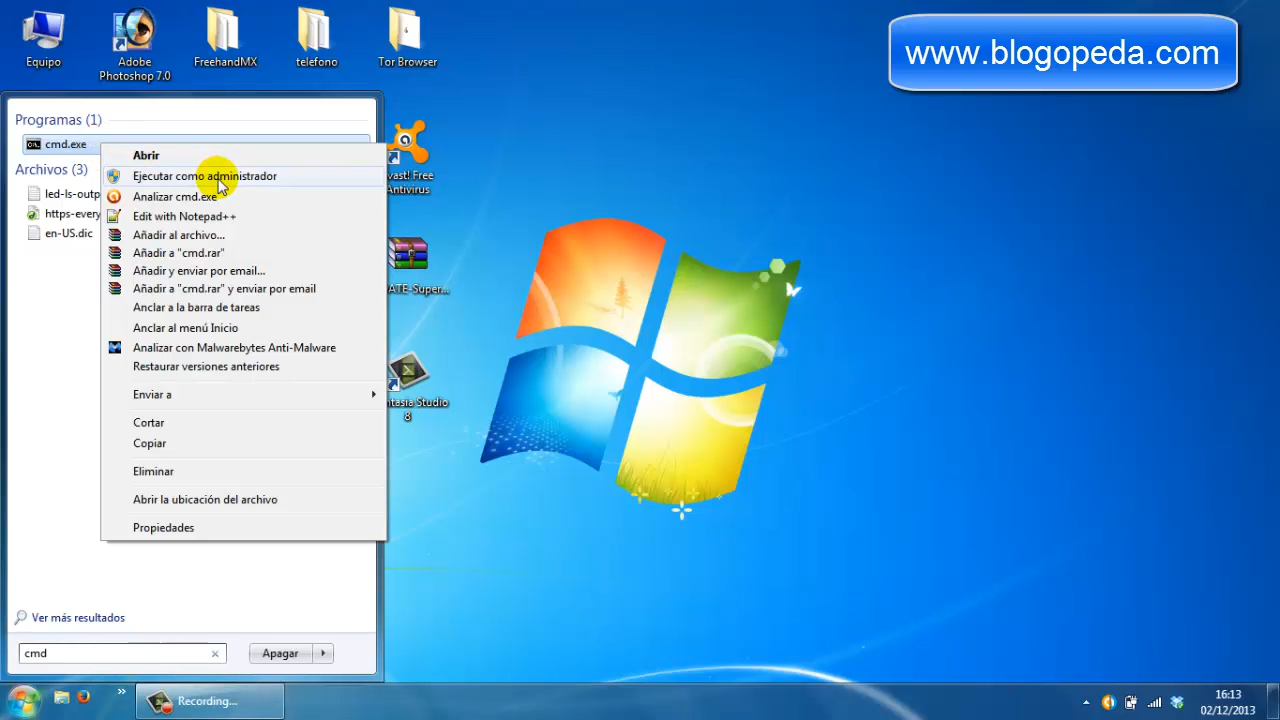 www.blogopeda.com
Equipo
Adobe
Photoshop 7.0
FreehandMX
telefono
Tor Browser
vast! Free
Antivirus
ATE-Super...
ntasia Studio
8
Programas (1)
cmd.exe
Archivos (3)
led-ls-outp
https-every
en-US.dic
Abrir
Ejecutar como administrador
Analizar cmd.exe
Edit with Notepad++
Añadir al archivo...
Añadir a "cmd.rar"
Añadir y enviar por email...
Añadir a "cmd.rar" y enviar por email
Anclar a la barra de tareas
Anclar al menú Inicio
Analizar con Malwarebytes Anti-Malware
Restaurar versiones anteriores
Enviar a
Cortar
Copiar
Eliminar
Abrir la ubicación del archivo
Propiedades
Ver más resultados
cmd
Apagar
Recording...
16:13
02/12/2013